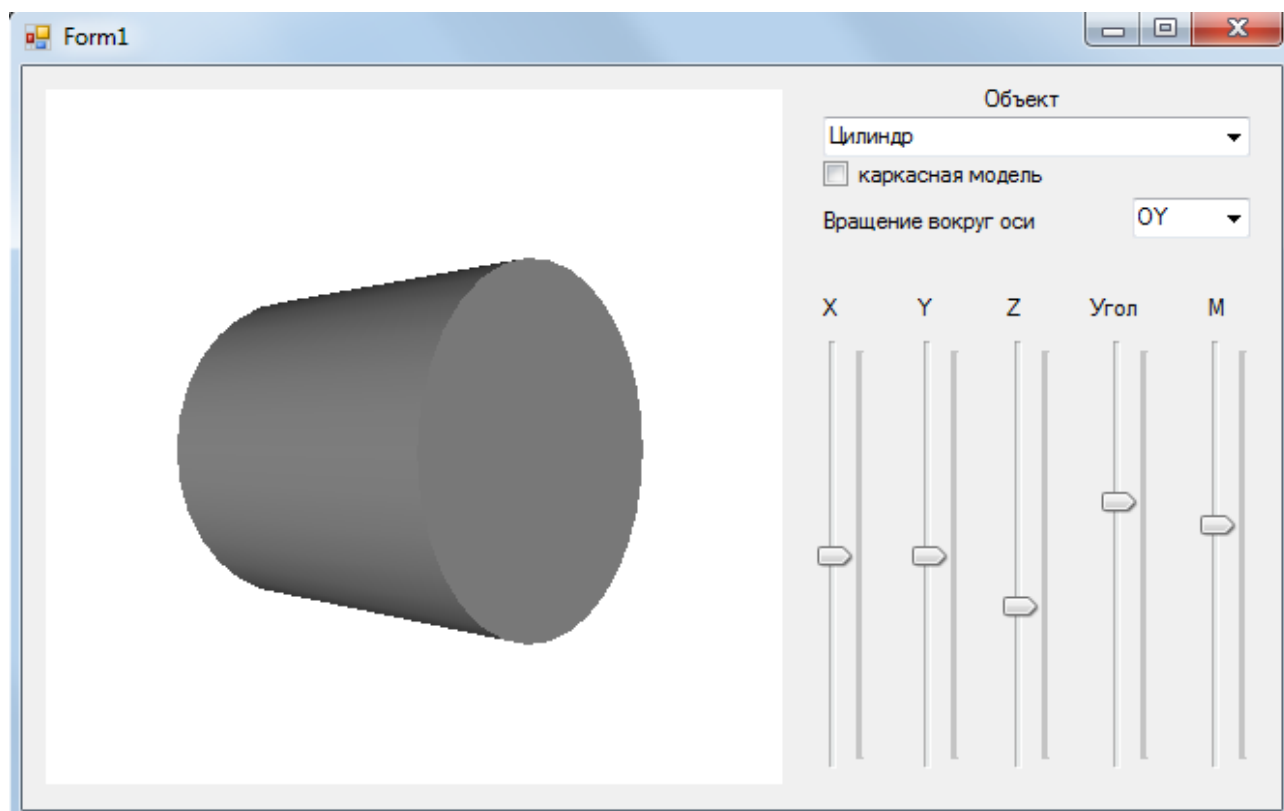 Form1
Объект
Цилиндр
каркасная модель
Вращение вокруг оси OY
X Y Z Угол M